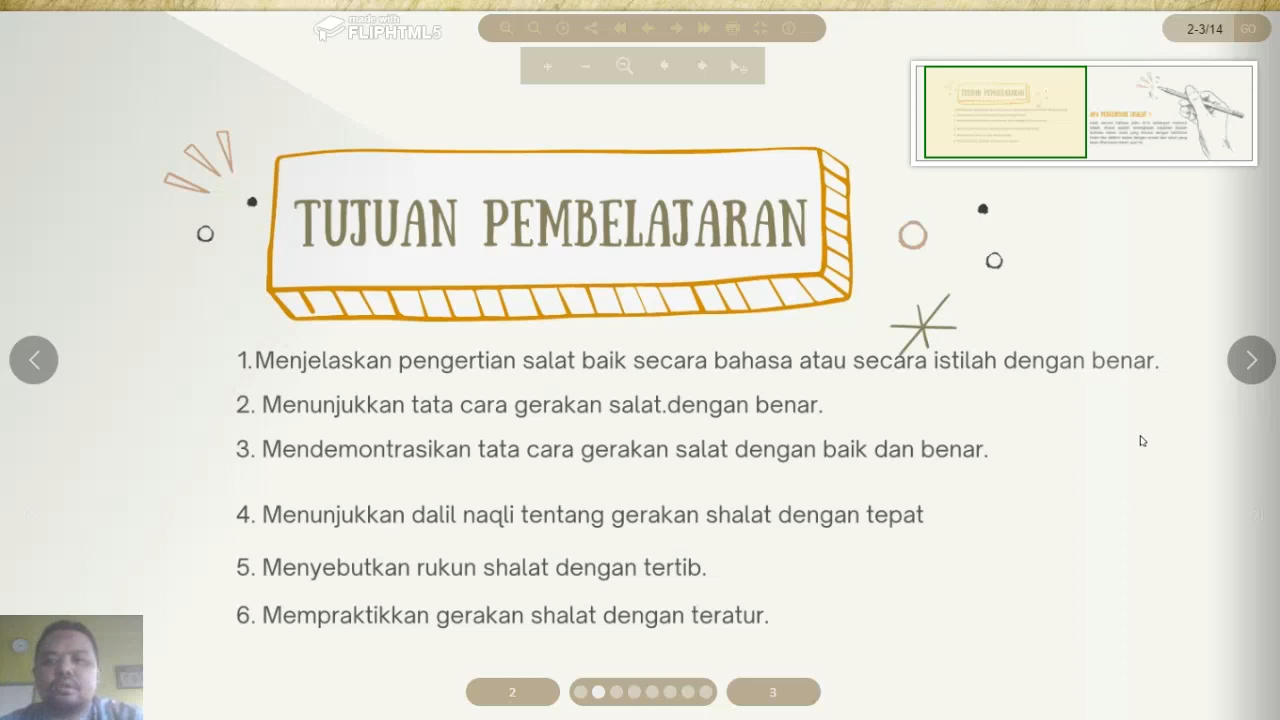 made with
FLIPHTML5
2-3/14
GO
TUJUAN PEMBELAJARAN
TUJUAN PEMBELAJARAN
1.Menjelaskan pengertian salat baik secara bahasa atau secara istilah dengan benar.
2. Menunjukkan tata cara gerakan salat.dengan benar.
3. Mendemontrasikan tata cara gerakan salat dengan baik dan benar.
4. Menunjukkan dalil naqli tentang gerakan shalat dengan tepat
5. Menyebutkan rukun shalat dengan tertib.
6. Mempraktikkan gerakan shalat dengan teratur.
2
3